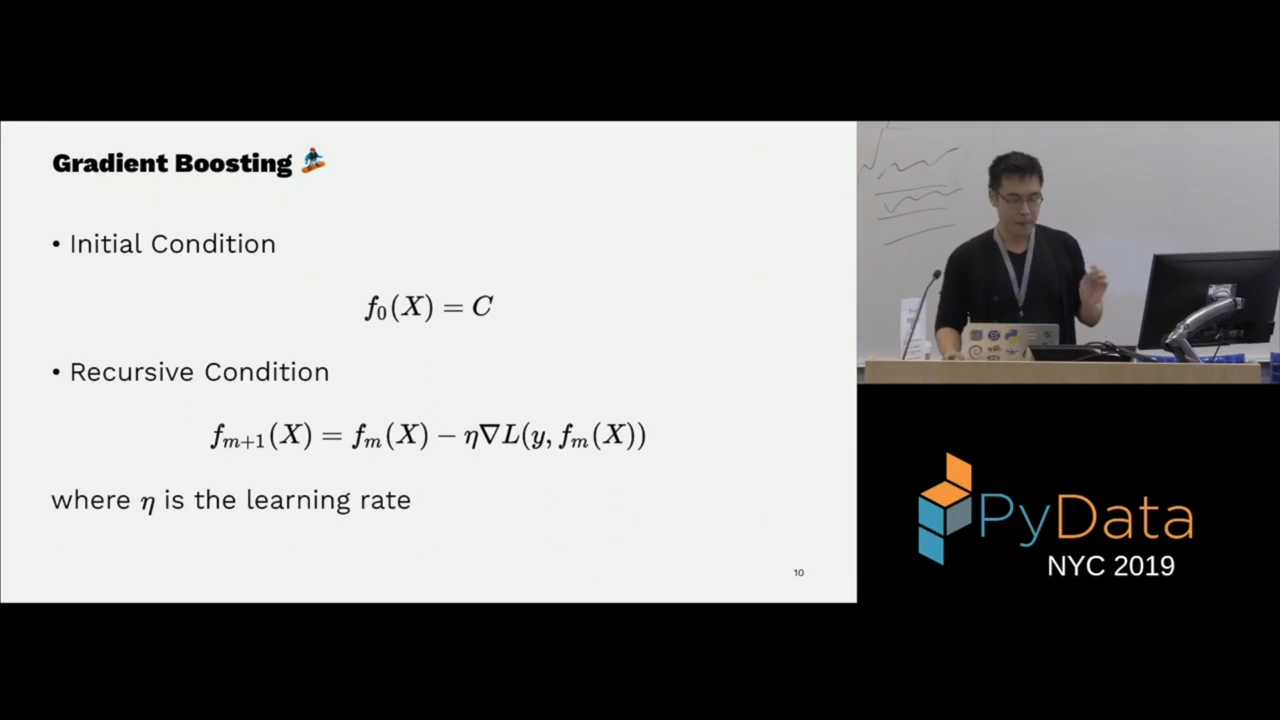 Gradient Boosting 🏂
• Initial Condition
f₀(X) = C
• Recursive Condition
fₘ₊₁(X) = fₘ(X) − η∇L(y, fₘ(X))
where η is the learning rate
10
PyData
NYC 2019